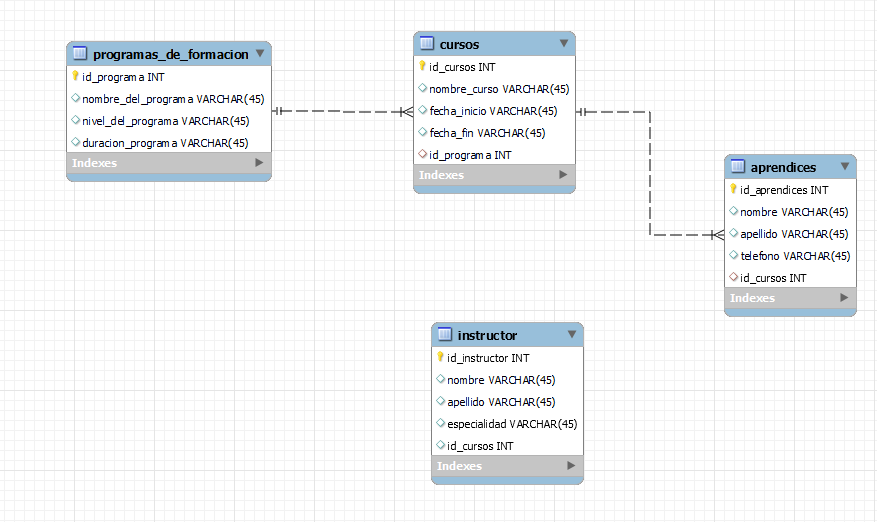 programas_de_formacion
id_programa INT
nombre_del_programa VARCHAR(45)
nivel_del_programa VARCHAR(45)
duracion_programa VARCHAR(45)
Indexes
cursos
id_cursos INT
nombre_curso VARCHAR(45)
fecha_inicio VARCHAR(45)
fecha_fin VARCHAR(45)
id_programa INT
Indexes
aprendices
id_aprendices INT
nombre VARCHAR(45)
apellido VARCHAR(45)
telefono VARCHAR(45)
id_cursos INT
Indexes
instructor
id_instructor INT
nombre VARCHAR(45)
apellido VARCHAR(45)
especialidad VARCHAR(45)
id_cursos INT
Indexes